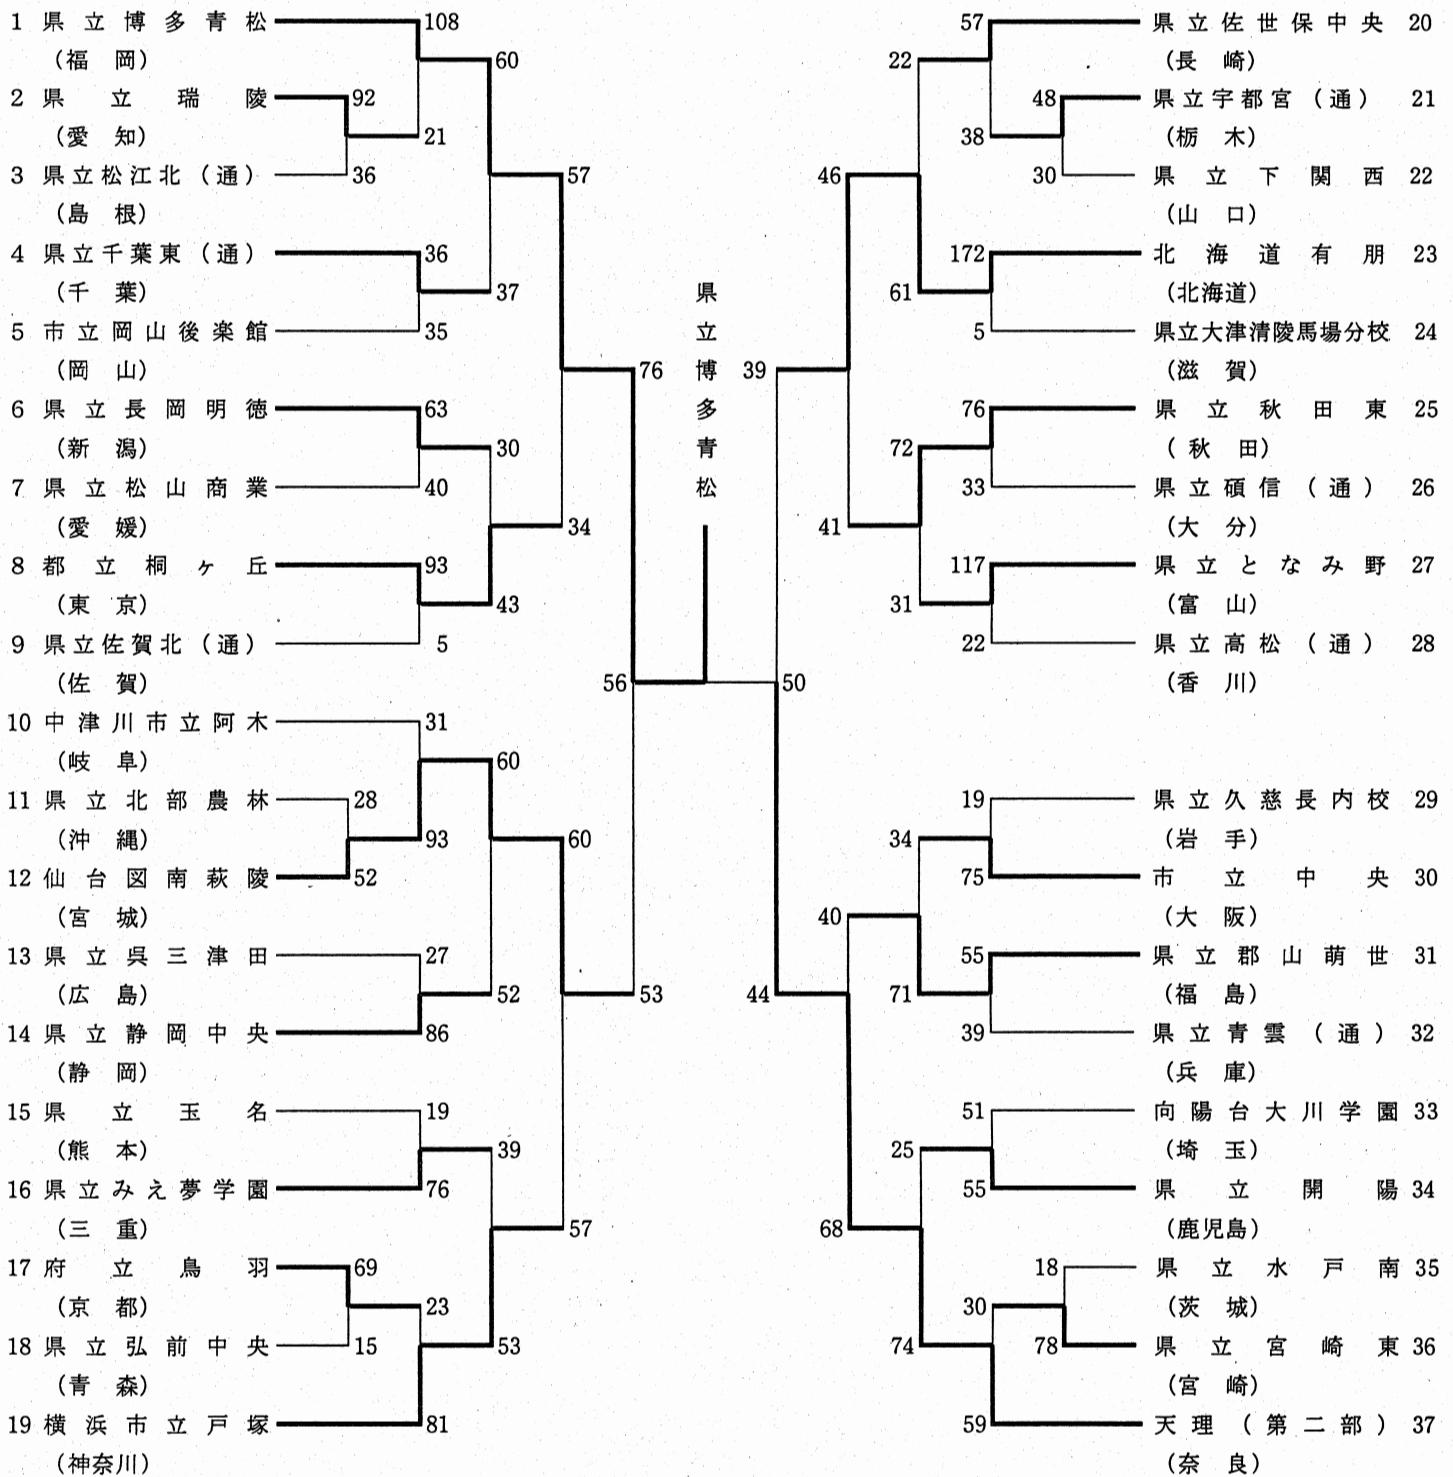 1 県立博多青松
(福岡)
2 県立瑞陵
(愛知)
3 県立松江北(通)
(島根)
4 県立千葉東(通)
(千葉)
5 市立岡山後楽館
(岡山)
6 県立長岡明徳
(新潟)
7 県立松山商業
(愛媛)
8 都立桐ヶ丘
(東京)
9 県立佐賀北(通)
(佐賀)
10 中津川市立阿木
(岐阜)
11 県立北部農林
(沖縄)
12 仙台図南萩陵
(宮城)
13 県立呉三津田
(広島)
14 県立静岡中央
(静岡)
15 県立玉名
(熊本)
16 県立みえ夢学園
(三重)
17 府立鳥羽
(京都)
18 県立弘前中央
(青森)
19 横浜市立戸塚
(神奈川)
108
60
92
21
36
57
36
37
35
76
63
30
40
34
93
43
5
56
31
60
28
93
60
52
27
52
53
86
19
39
76
57
69
23
15
53
81
県立博多青松
57
22
48
38
30
46
172
61
5
39
76
72
33
41
117
31
22
50
19
34
75
40
55
71
44
39
51
25
55
68
18
30
78
74
59
県立佐世保中央 20
(長崎)
県立宇都宮(通) 21
(栃木)
県立下関西 22
(山口)
北海道有朋 23
(北海道)
県立大津清陵馬場分校 24
(滋賀)
県立秋田東 25
(秋田)
県立碩信(通) 26
(大分)
県立となみ野 27
(富山)
県立高松(通) 28
(香川)
県立久慈長内校 29
(岩手)
市立中央 30
(大阪)
県立郡山萌世 31
(福島)
県立青雲(通) 32
(兵庫)
向陽台大川学園 33
(埼玉)
県立開陽 34
(鹿児島)
県立水戸南 35
(茨城)
県立宮崎東 36
(宮崎)
天理(第二部) 37
(奈良)